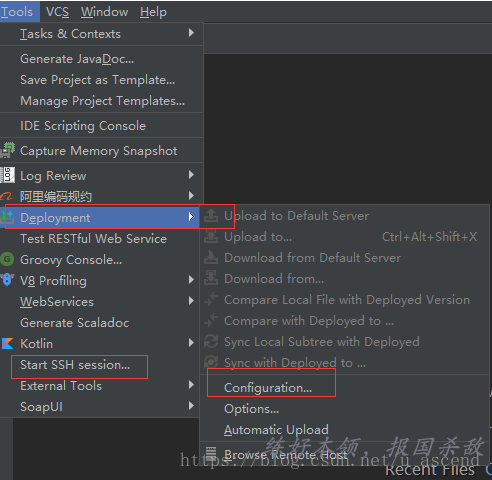 Tools VCS Window Help
Tasks & Contexts
Generate JavaDoc...
Save Project as Template...
Manage Project Templates...
IDE Scripting Console
Capture Memory Snapshot
LOG Log Review
阿里编码规约
Deployment
Test RESTful Web Service
G Groovy Console...
V8 Profiling
WebServices
Generate Scaladoc
Kotlin
Start SSH session...
External Tools
SoapUI
Upload to Default Server
Upload to... Ctrl+Alt+Shift+X
Download from Default Server
Download from...
Compare Local File with Deployed Version
Compare with Deployed to ...
Sync Local Subtree with Deployed
Sync with Deployed to ...
Configuration...
Options...
Automatic Upload
Browse Remote Host
练好本领，报国杀敌
https://blog.csdn.net/u_ascend
Recent Files